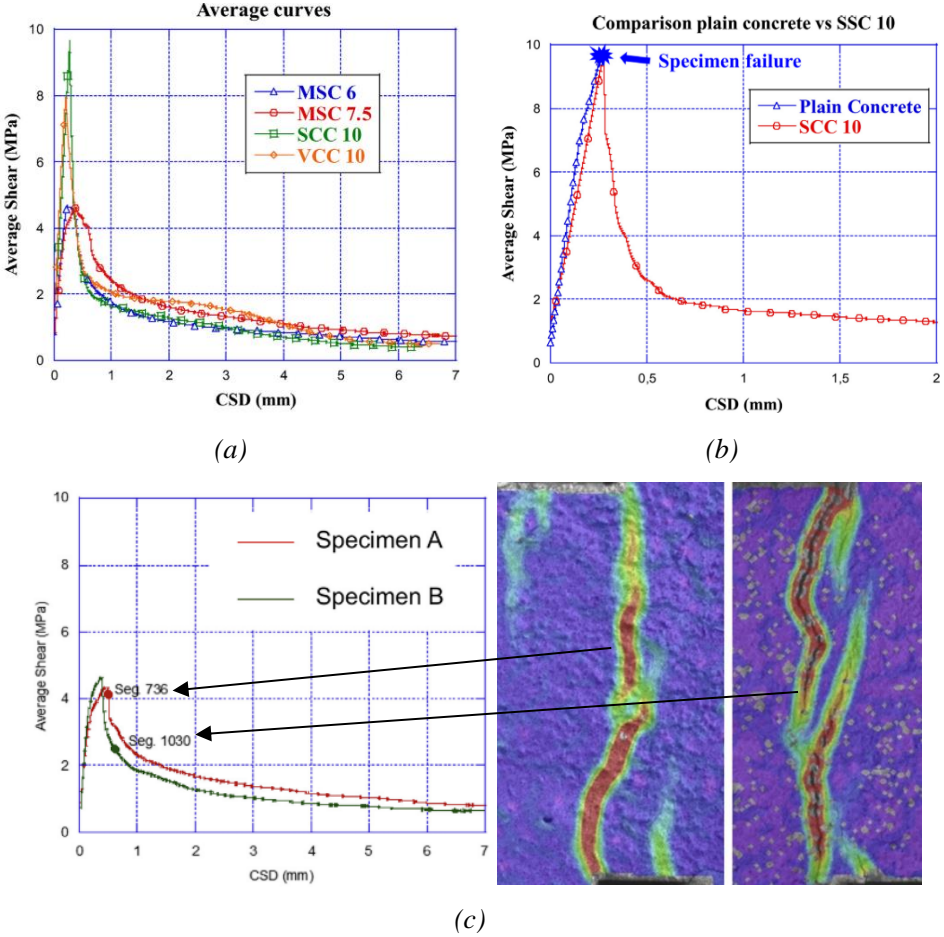 Average curves
10
8
6
4
2
0
Average Shear (MPa)
MSC 6
MSC 7.5
SCC 10
VCC 10
0 1 2 3 4 5 6 7
CSD (mm)
(a)
Comparison plain concrete vs SSC 10
10
8
6
4
2
0
Average Shear (MPa)
Specimen failure
Plain Concrete
SCC 10
0 0,5 1 1,5 2
CSD (mm)
(b)
10
8
6
4
2
0
Average Shear (MPa)
Specimen A
Specimen B
Seg. 736
Seg. 1030
0 1 2 3 4 5 6 7
CSD (mm)
(c)